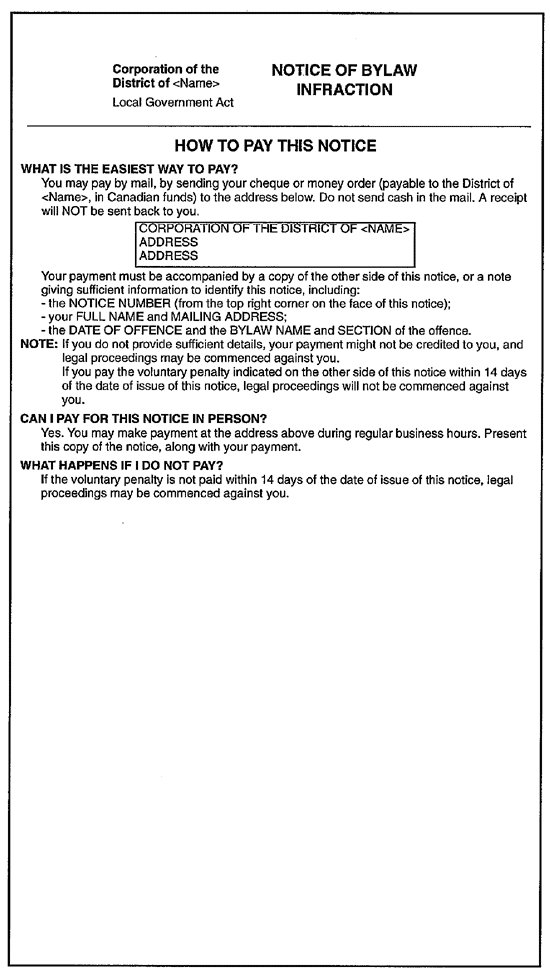 Corporation of the
District of <Name>
Local Government Act
NOTICE OF BYLAW
INFRACTION
HOW TO PAY THIS NOTICE
WHAT IS THE EASIEST WAY TO PAY?
You may pay by mail, by sending your cheque or money order (payable to the District of
<Name>, in Canadian funds) to the address below. Do not send cash in the mail. A receipt
will NOT be sent back to you.
CORPORATION OF THE DISTRICT OF <NAME>
ADDRESS
ADDRESS
Your payment must be accompanied by a copy of the other side of this notice, or a note
giving sufficient information to identify this notice, including:
- the NOTICE NUMBER (from the top right corner on the face of this notice);
- your FULL NAME and MAILING ADDRESS;
- the DATE OF OFFENCE and the BYLAW NAME and SECTION of the offence.
NOTE: If you do not provide sufficient details, your payment might not be credited to you, and
legal proceedings may be commenced against you.
If you pay the voluntary penalty indicated on the other side of this notice within 14 days
of the date of issue of this notice, legal proceedings will not be commenced against
you.
CAN I PAY FOR THIS NOTICE IN PERSON?
Yes. You may make payment at the address above during regular business hours. Present
this copy of the notice, along with your payment.
WHAT HAPPENS IF I DO NOT PAY?
If the voluntary penalty is not paid within 14 days of the date of issue of this notice, legal
proceedings may be commenced against you.